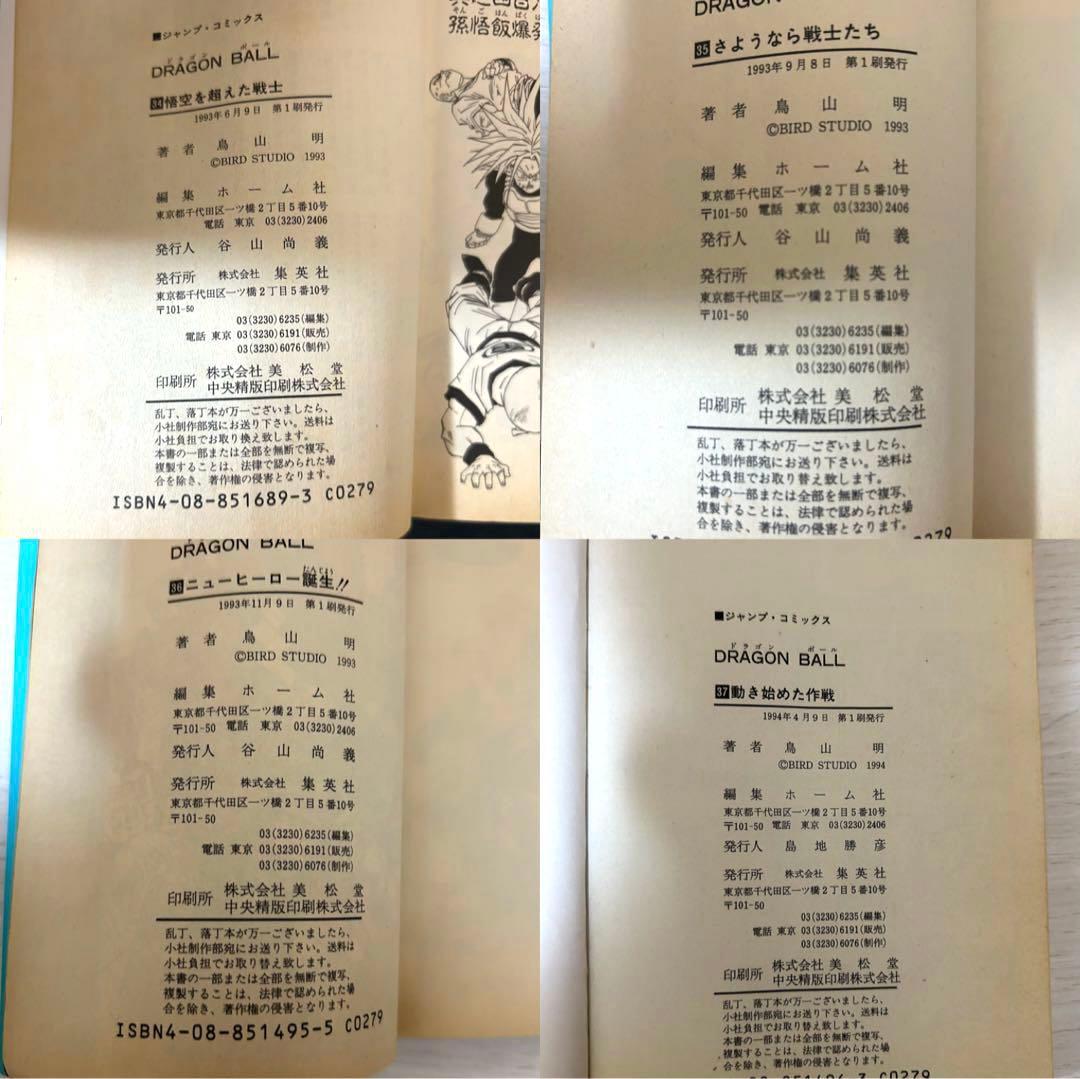 ■ジャンプ・コミックス
ドラゴン ボール
DRAGON BALL
34悟空を超えた戦士
1993年6月9日 第1刷発行
著者 鳥山 明
©BIRD STUDIO 1993
編集 ホーム社
東京都千代田区一ツ橋2丁目5番10号
電話 東京 03(3230)2406
発行人 谷山尚義
発行所 株式会社 集英社
東京都千代田区一ツ橋2丁目5番10号
〒101-50
03(3230)6235(編集)
電話 東京 03(3230)6191(販売)
03(3230)6076(制作)
印刷所 株式会社 美松堂
中央精版印刷株式会社
乱丁、落丁本が万一ございましたら、
小社制作部宛にお送り下さい。送料は
小社負担でお取り換え致します。
本書の一部または全部を無断で複写、
複製することは、法律で認められた場
合を除き、著作権の侵害となります。
ISBN4-08-851689-3 C0279
そんごはんばく
孫悟飯爆発
DRAGON BALL
35さようなら戦士たち
1993年9月8日 第1刷発行
著者 鳥山 明
©BIRD STUDIO 1993
編集 ホーム社
東京都千代田区一ツ橋2丁目5番10号
〒101-50 電話 東京 03(3230)2406
発行人 谷山尚義
発行所 株式会社 集英社
東京都千代田区一ツ橋2丁目5番10号
〒101-50
03(3230)6235(編集)
電話 東京 03(3230)6191(販売)
03(3230)6076(制作)
印刷所 株式会社 美松堂
中央精版印刷株式会社
乱丁、落丁本が万一ございましたら、
小社制作部宛にお送り下さい。送料は
小社負担でお取り替え致します。
本書の一部または全部を無断で複写、
複製することは、法律で認められた場
合を除き、著作権の侵害となります。
DRAGON BALL
たんじょう
36ニューヒーロー誕生!!
1993年11月9日 第1刷発行
著者 鳥山 明
©BIRD STUDIO 1993
編集 ホーム社
東京都千代田区一ツ橋2丁目5番10号
〒101-50 電話 東京 03(3230)2406
発行人 谷山尚義
発行所 株式会社 集英社
東京都千代田区一ツ橋2丁目5番10号
〒101-50
03(3230)6235(編集)
電話 東京 03(3230)6191(販売)
03(3230)6076(制作)
印刷所 株式会社 美松堂
中央精版印刷株式会社
乱丁、落丁本が万一ございましたら、
小社制作部宛にお送り下さい。送料は
小社負担でお取り替え致します。
本書の一部または全部を無断で複写、
複製することは、法律で認められた場
合を除き、著作権の侵害となります。
ISBN4-08-851495-5 C0279
■ジャンプ・コミックス
ドラゴン ボール
DRAGON BALL
37動き始めた作戦
1994年4月9日 第1刷発行
著者 鳥山 明
©BIRD STUDIO 1994
編集 ホーム社
東京都千代田区一ツ橋2丁目5番10号
〒101-50 電話 東京 03(3230)2406
発行人 島地勝彦
発行所 株式会社 集英社
東京都千代田区一ツ橋2丁目5番10号
〒101-50
03(3230)6235(編集)
電話 東京 03(3230)6191(販売)
03(3230)6076(制作)
印刷所 株式会社 美松堂
中央精版印刷株式会社
乱丁、落丁本が万一ございましたら、
小社制作部宛にお送り下さい。送料は
小社負担でお取り替え致します。
本書の一部または全部を無断で複写、
複製することは、法律で認められた場
合を除き、著作権の侵害となります。